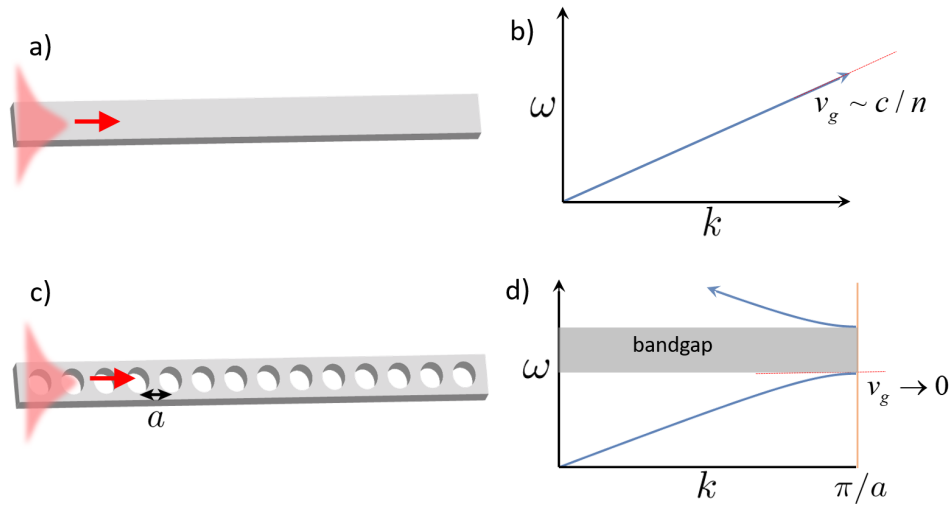 a)
b)
ω
v_g ~ c / n
k
c)
a
d)
bandgap
ω
v_g → 0
k
π/a